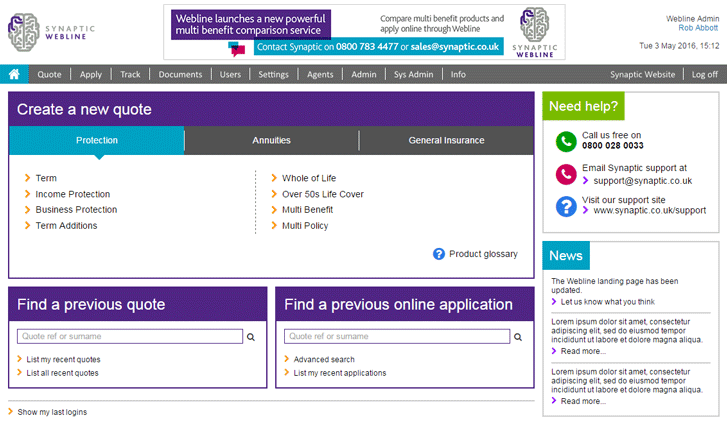 SYNAPTIC
WEBLINE
Webline launches a new powerful
multi benefit comparison service
Compare multi benefit products and
apply online through Webline
Contact Synaptic on 0800 783 4477 or sales@synaptic.co.uk
SYNAPTIC
WEBLINE
Webline Admin
Rob Abbott
Tue 3 May 2016, 15:12
Quote Apply Track Documents Users Settings Agents Admin Sys Admin Info Synaptic Website Log off
Create a new quote
Protection Annuities General Insurance
Term
Income Protection
Business Protection
Term Additions
Whole of Life
Over 50s Life Cover
Multi Benefit
Multi Policy
? Product glossary
Find a previous quote
Quote ref or surname
List my recent quotes
List all recent quotes
Find a previous online application
Quote ref or surname
Advanced search
List my recent applications
Show my last logins
Need help?
Call us free on
0800 028 0033
Email Synaptic support at
support@synaptic.co.uk
?
Visit our support site
www.synaptic.co.uk/support
News
The Webline landing page has been
updated.
Let us know what you think
Lorem ipsum dolor sit amet, consectetur
adipiscing elit, sed do eiusmod tempor
incididunt ut labore et dolore magna aliqua.
Read more...
Lorem ipsum dolor sit amet, consectetur
adipiscing elit, sed do eiusmod tempor
incididunt ut labore et dolore magna aliqua.
Read more...